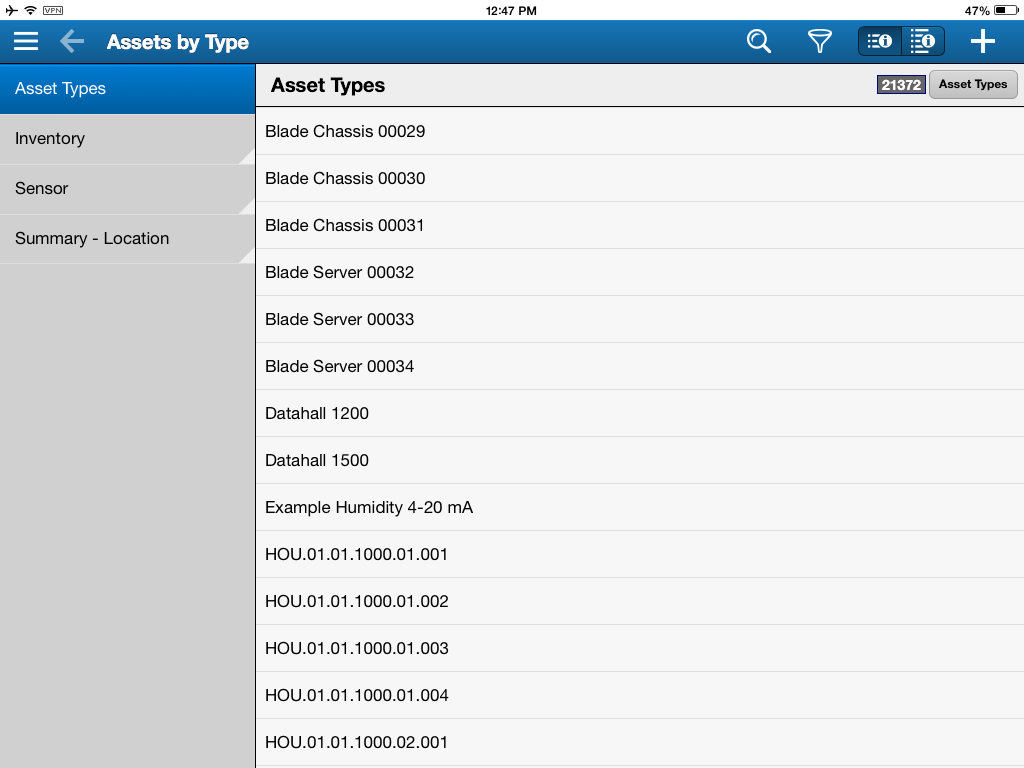 VPN 12:47 PM 47%
Assets by Type
Asset Types
Inventory
Sensor
Summary - Location
Asset Types 21372 Asset Types
Blade Chassis 00029
Blade Chassis 00030
Blade Chassis 00031
Blade Server 00032
Blade Server 00033
Blade Server 00034
Datahall 1200
Datahall 1500
Example Humidity 4-20 mA
HOU.01.01.1000.01.001
HOU.01.01.1000.01.002
HOU.01.01.1000.01.003
HOU.01.01.1000.01.004
HOU.01.01.1000.02.001